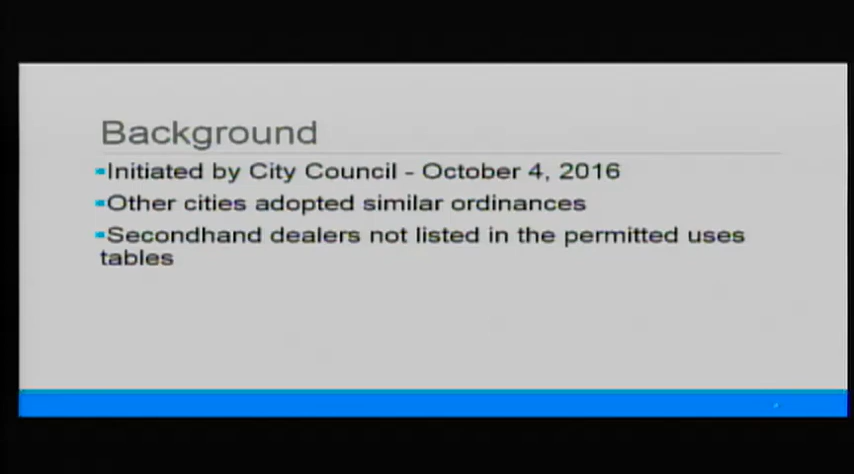 Background
Initiated by City Council - October 4, 2016
Other cities adopted similar ordinances
Secondhand dealers not listed in the permitted uses
tables